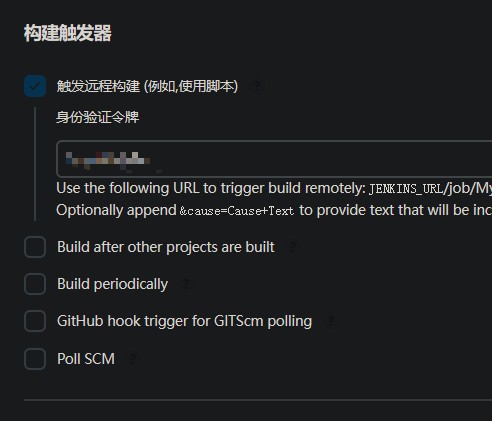 构建触发器
触发远程构建 (例如,使用脚本) ?
身份验证令牌
Use the following URL to trigger build remotely: JENKINS_URL/job/My
Optionally append &cause=Cause+Text to provide text that will be inc
Build after other projects are built ?
Build periodically ?
GitHub hook trigger for GITScm polling ?
Poll SCM ?